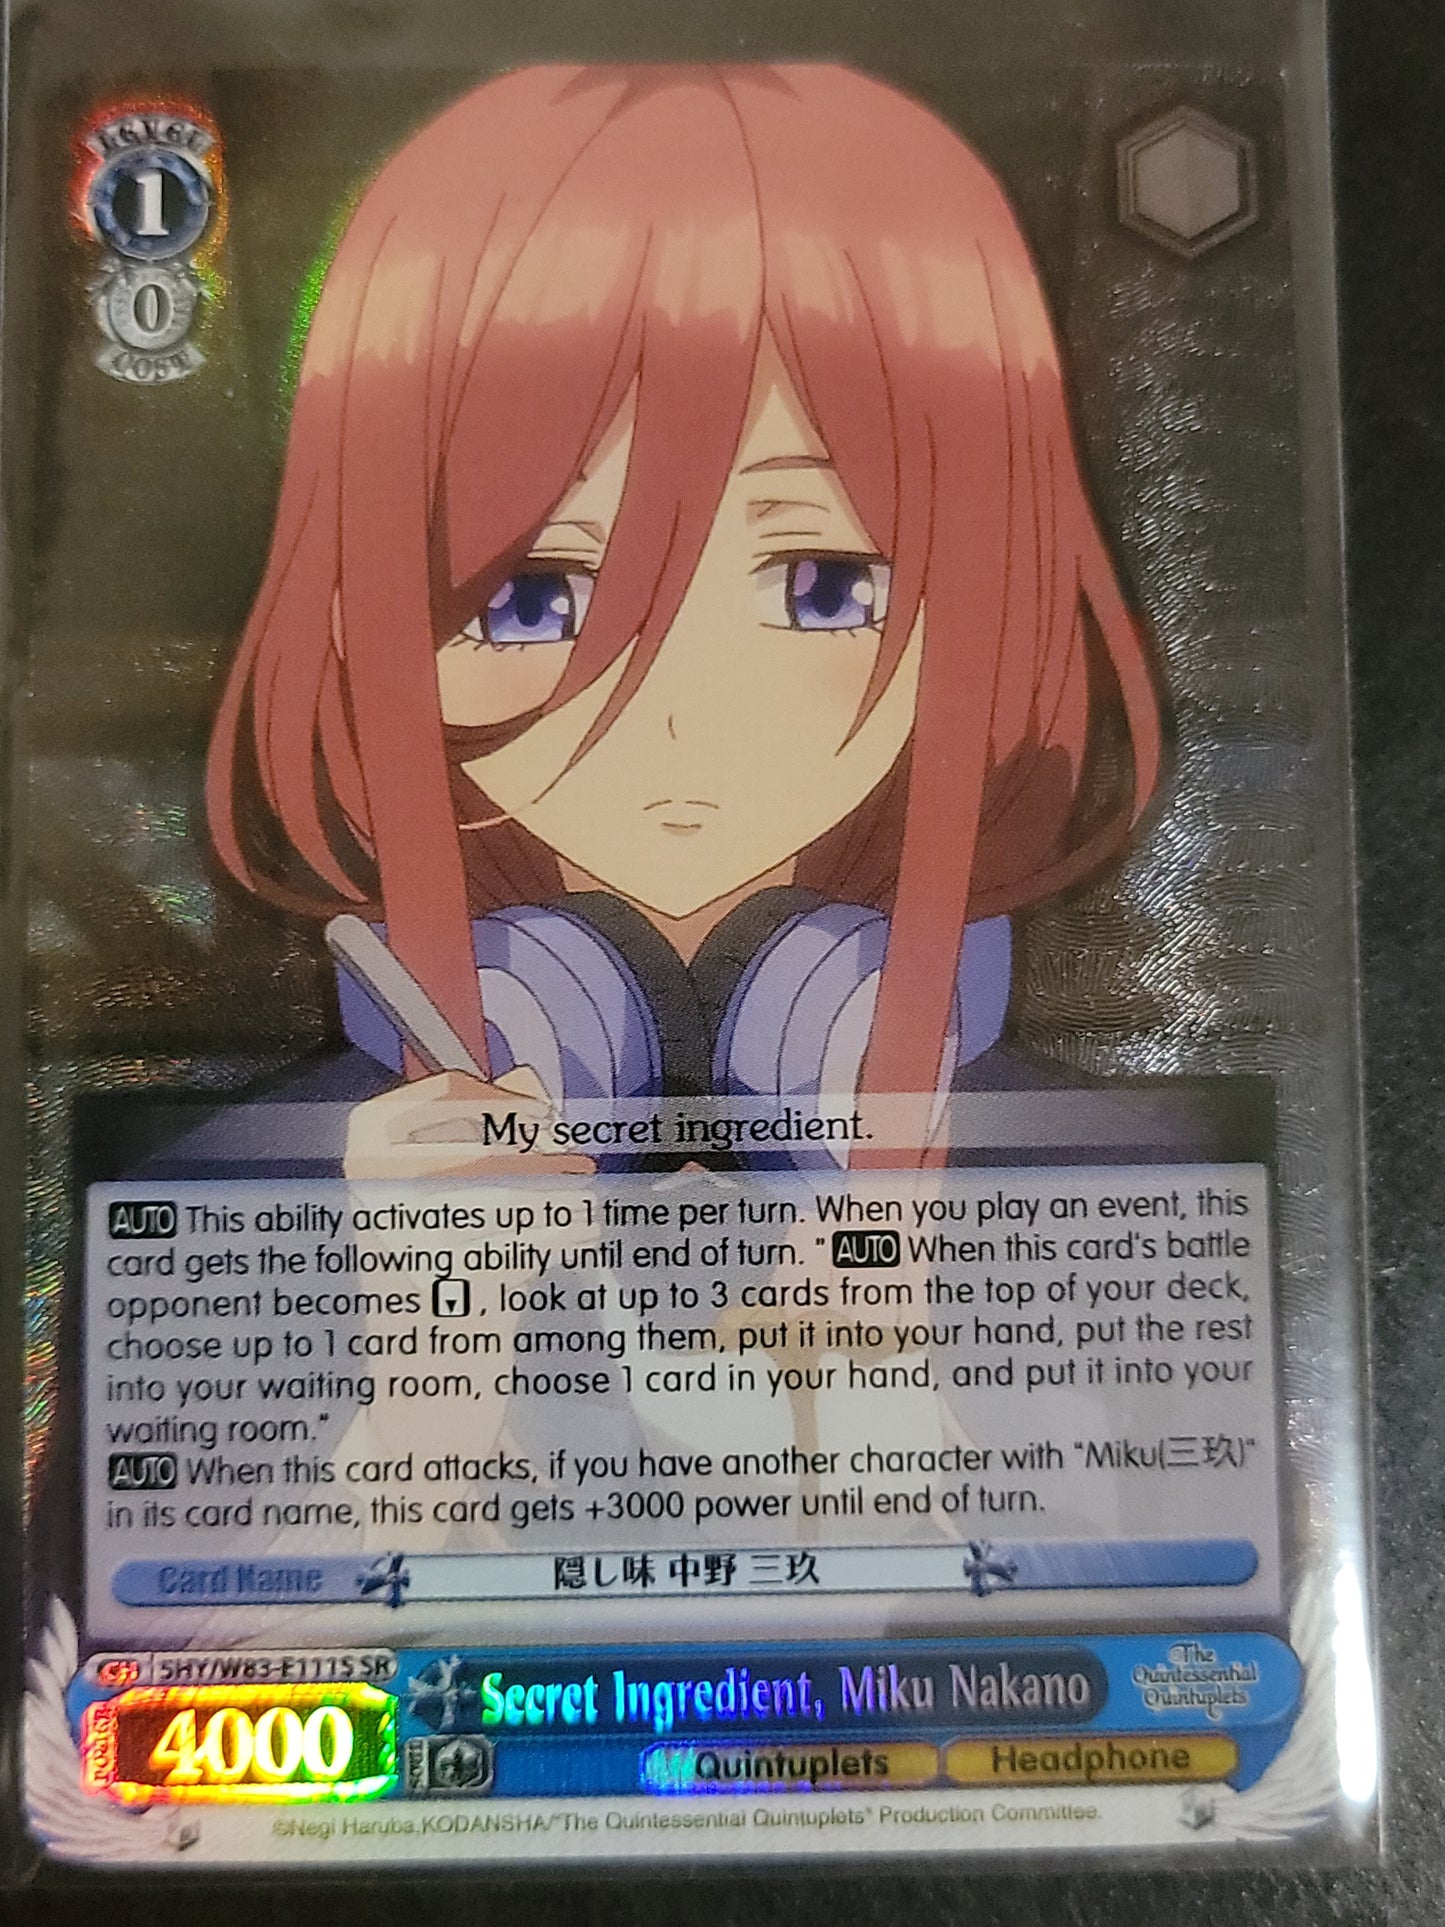 LEVEL
1
0
COST
My secret ingredient.
AUTO This ability activates up to 1 time per turn. When you play an event, this
card gets the following ability until end of turn. "AUTO When this card's battle
opponent becomes ▼, look at up to 3 cards from the top of your deck,
choose up to 1 card from among them, put it into your hand, put the rest
into your waiting room, choose 1 card in your hand, and put it into your
waiting room."
AUTO When this card attacks, if you have another character with "Miku(三玖)"
in its card name, this card gets +3000 power until end of turn.
Card Name 隠し味 中野 三玖
CH 5HY/W83-E111S SR
Secret Ingredient, Miku Nakano
The
Quintessential
Quintuplets
POWER
4000
SOUL
Quintuplets
Headphone
©Negi Haruba,KODANSHA/"The Quintessential Quintuplets" Production Committee.